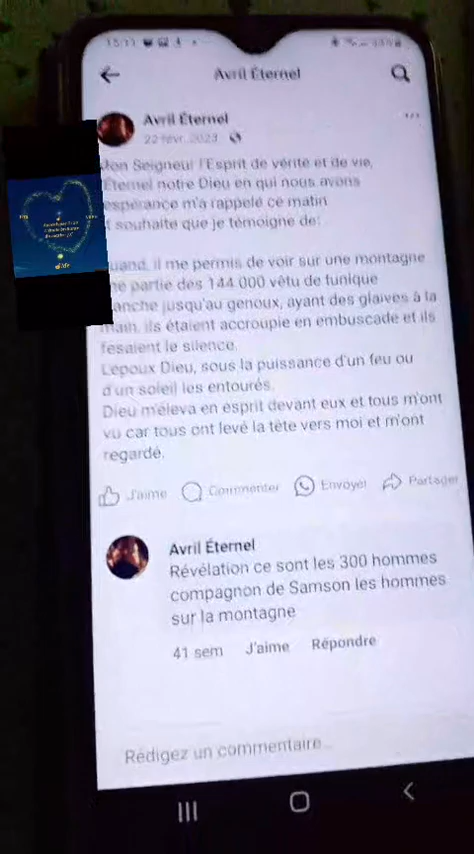 15:11
Avril Éternel
Avril Éternel
22 févr. 2023
Mon Seigneur l'Esprit de vérité et de vie,
Éternel notre Dieu en qui nous avons
espérance m'a rappelé ce matin
t souhaite que je témoigne de:
uand, il me permis de voir sur une montagne
ne partie des 144 000 vêtu de tunique
lanche jusqu'au genoux, ayant des glaives à la
main, ils étaient accroupie en embuscade et ils
fesaient le silence.
L'époux Dieu, sous la puissance d'un feu ou
d'un soleil les entourés.
Dieu m'éleva en esprit devant eux et tous m'ont
vu car tous ont levé la tête vers moi et m'ont
regardé.
J'aime Commenter Envoyer Partager
Avril Éternel
Révélation ce sont les 300 hommes
compagnon de Samson les hommes
sur la montagne
41 sem J'aime Répondre
Rédigez un commentaire...